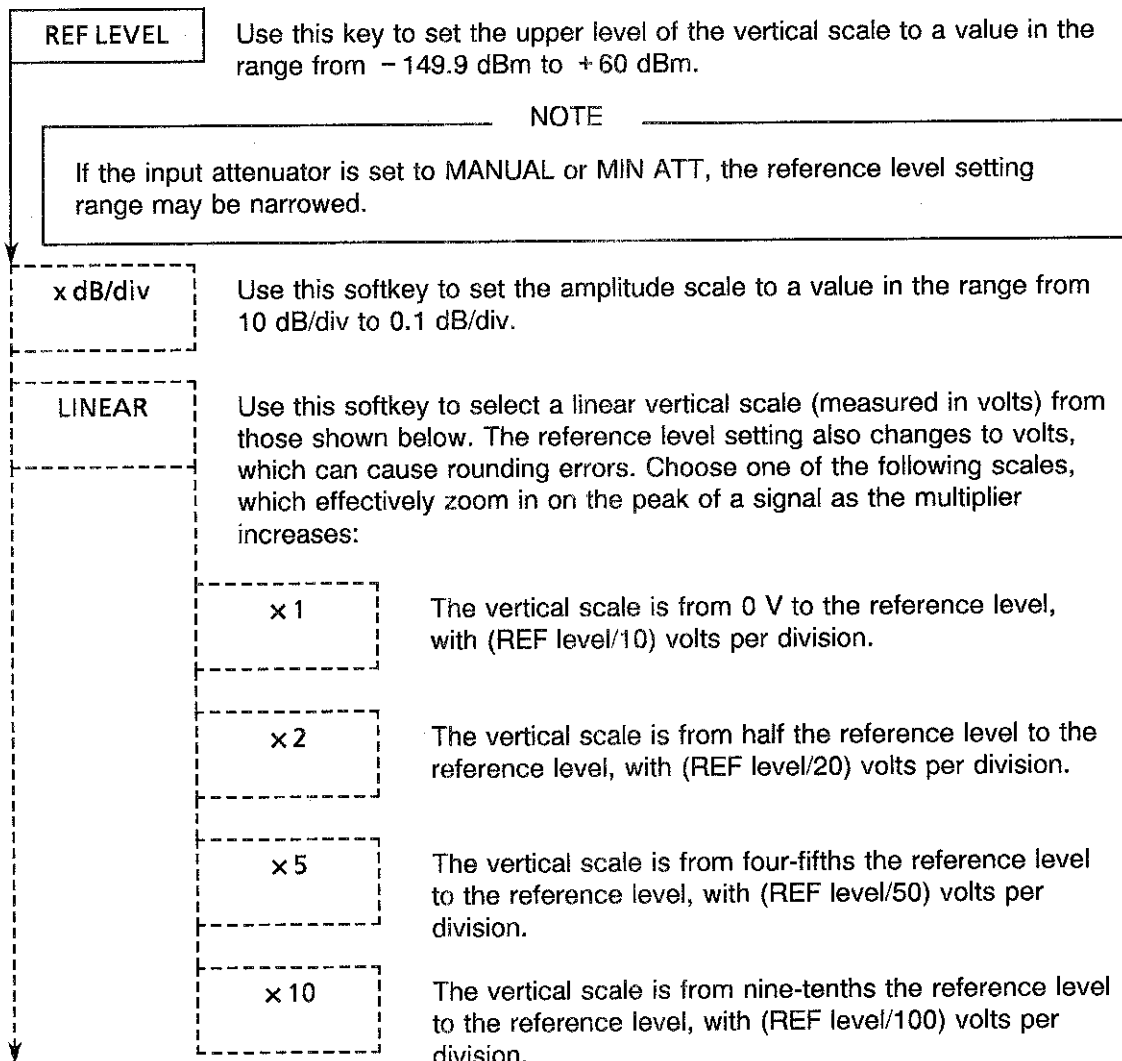 REF LEVEL
Use this key to set the upper level of the vertical scale to a value in the
range from −149.9 dBm to +60 dBm.
NOTE
If the input attenuator is set to MANUAL or MIN ATT, the reference level setting
range may be narrowed.
x dB/div
Use this softkey to set the amplitude scale to a value in the range from
10 dB/div to 0.1 dB/div.
LINEAR
Use this softkey to select a linear vertical scale (measured in volts) from
those shown below. The reference level setting also changes to volts,
which can cause rounding errors. Choose one of the following scales,
which effectively zoom in on the peak of a signal as the multiplier
increases:
×1
The vertical scale is from 0 V to the reference level,
with (REF level/10) volts per division.
×2
The vertical scale is from half the reference level to the
reference level, with (REF level/20) volts per division.
×5
The vertical scale is from four-fifths the reference level
to the reference level, with (REF level/50) volts per
division.
×10
The vertical scale is from nine-tenths the reference level
to the reference level, with (REF level/100) volts per
division.